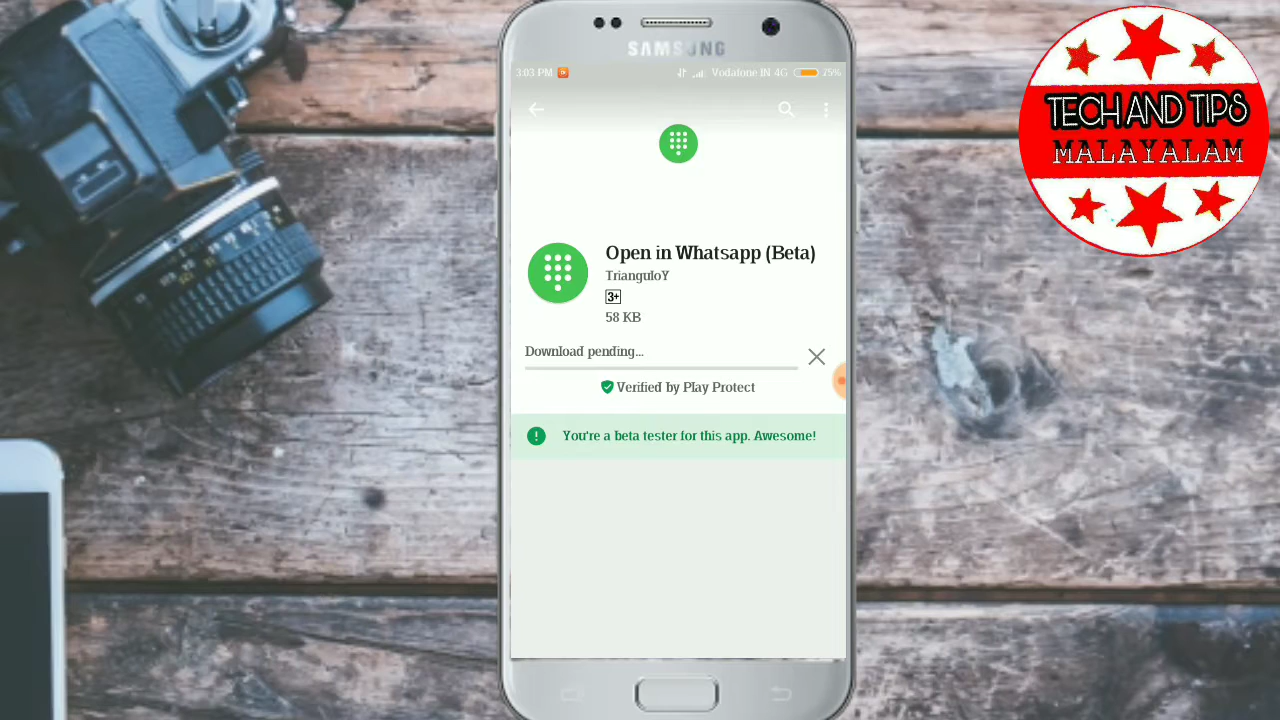 SAMSUNG
3:03 PM
Vodafone IN 4G
75%
Open in Whatsapp (Beta)
TrianguloY
3+
58 KB
Download pending...
Verified by Play Protect
You're a beta tester for this app. Awesome!
TECH AND TIPS
MALAYALAM